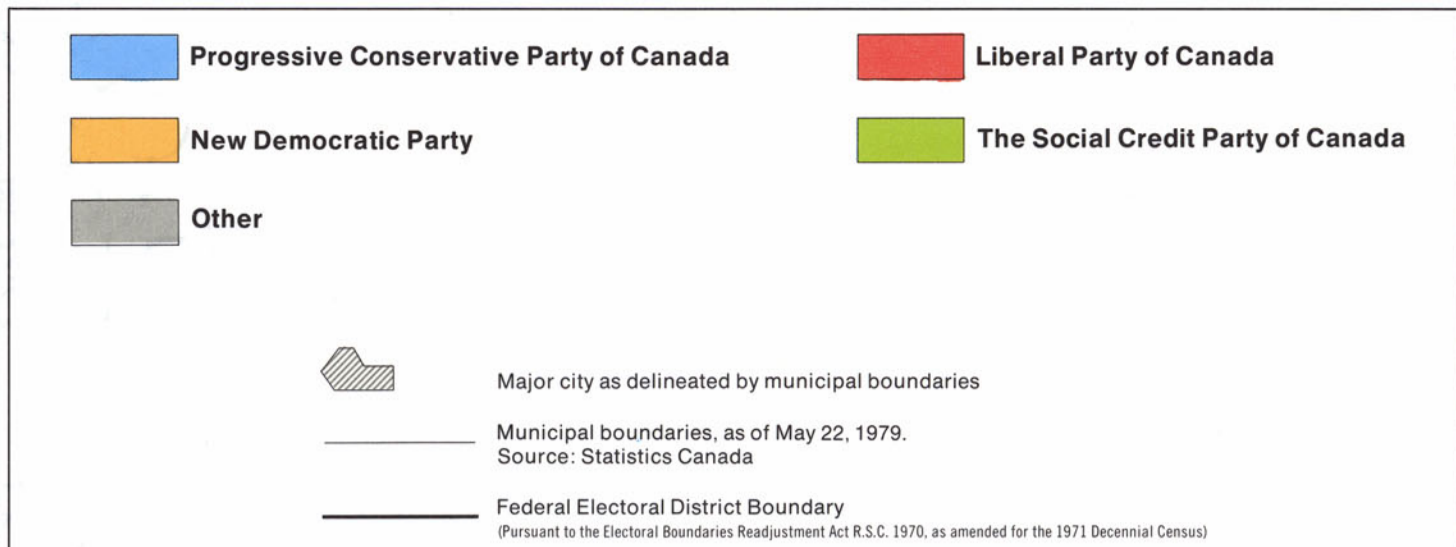 Progressive Conservative Party of Canada
Liberal Party of Canada
New Democratic Party
The Social Credit Party of Canada
Other
Major city as delineated by municipal boundaries
Municipal boundaries, as of May 22, 1979.
Source: Statistics Canada
Federal Electoral District Boundary
(Pursuant to the Electoral Boundaries Readjustment Act R.S.C. 1970, as amended for the 1971 Decennial Census)